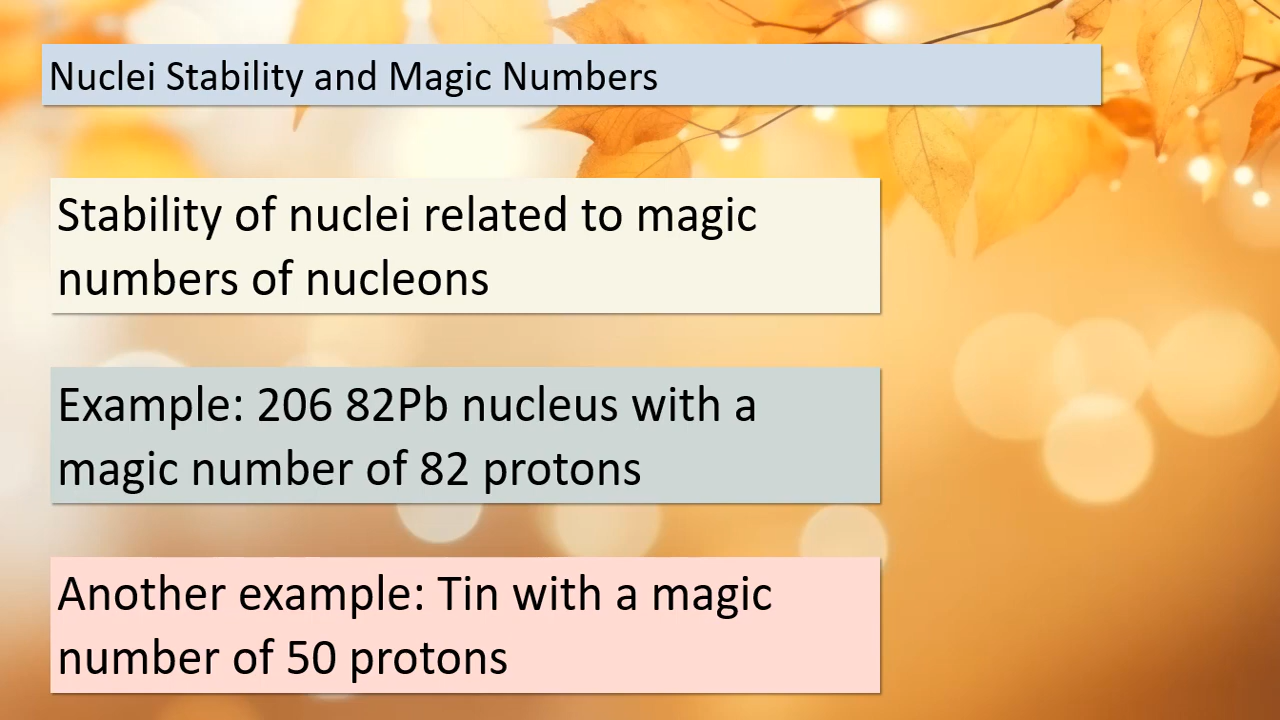 Nuclei Stability and Magic Numbers
Stability of nuclei related to magic
numbers of nucleons
Example: 206 82Pb nucleus with a
magic number of 82 protons
Another example: Tin with a magic
number of 50 protons